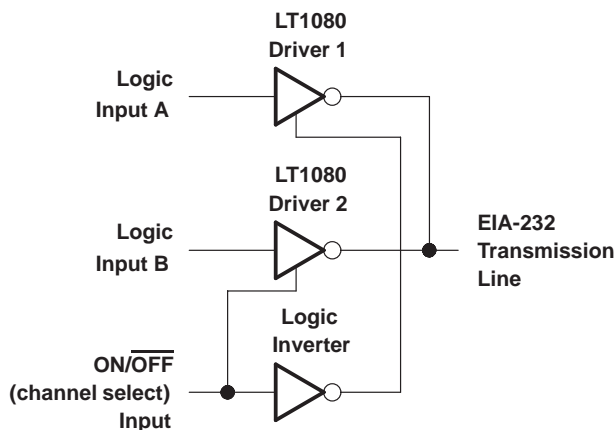 LT1080
Driver 1
Logic
Input A
LT1080
Driver 2
Logic
Input B
EIA-232
Transmission
Line
Logic
Inverter
ON/OFF
(channel select)
Input